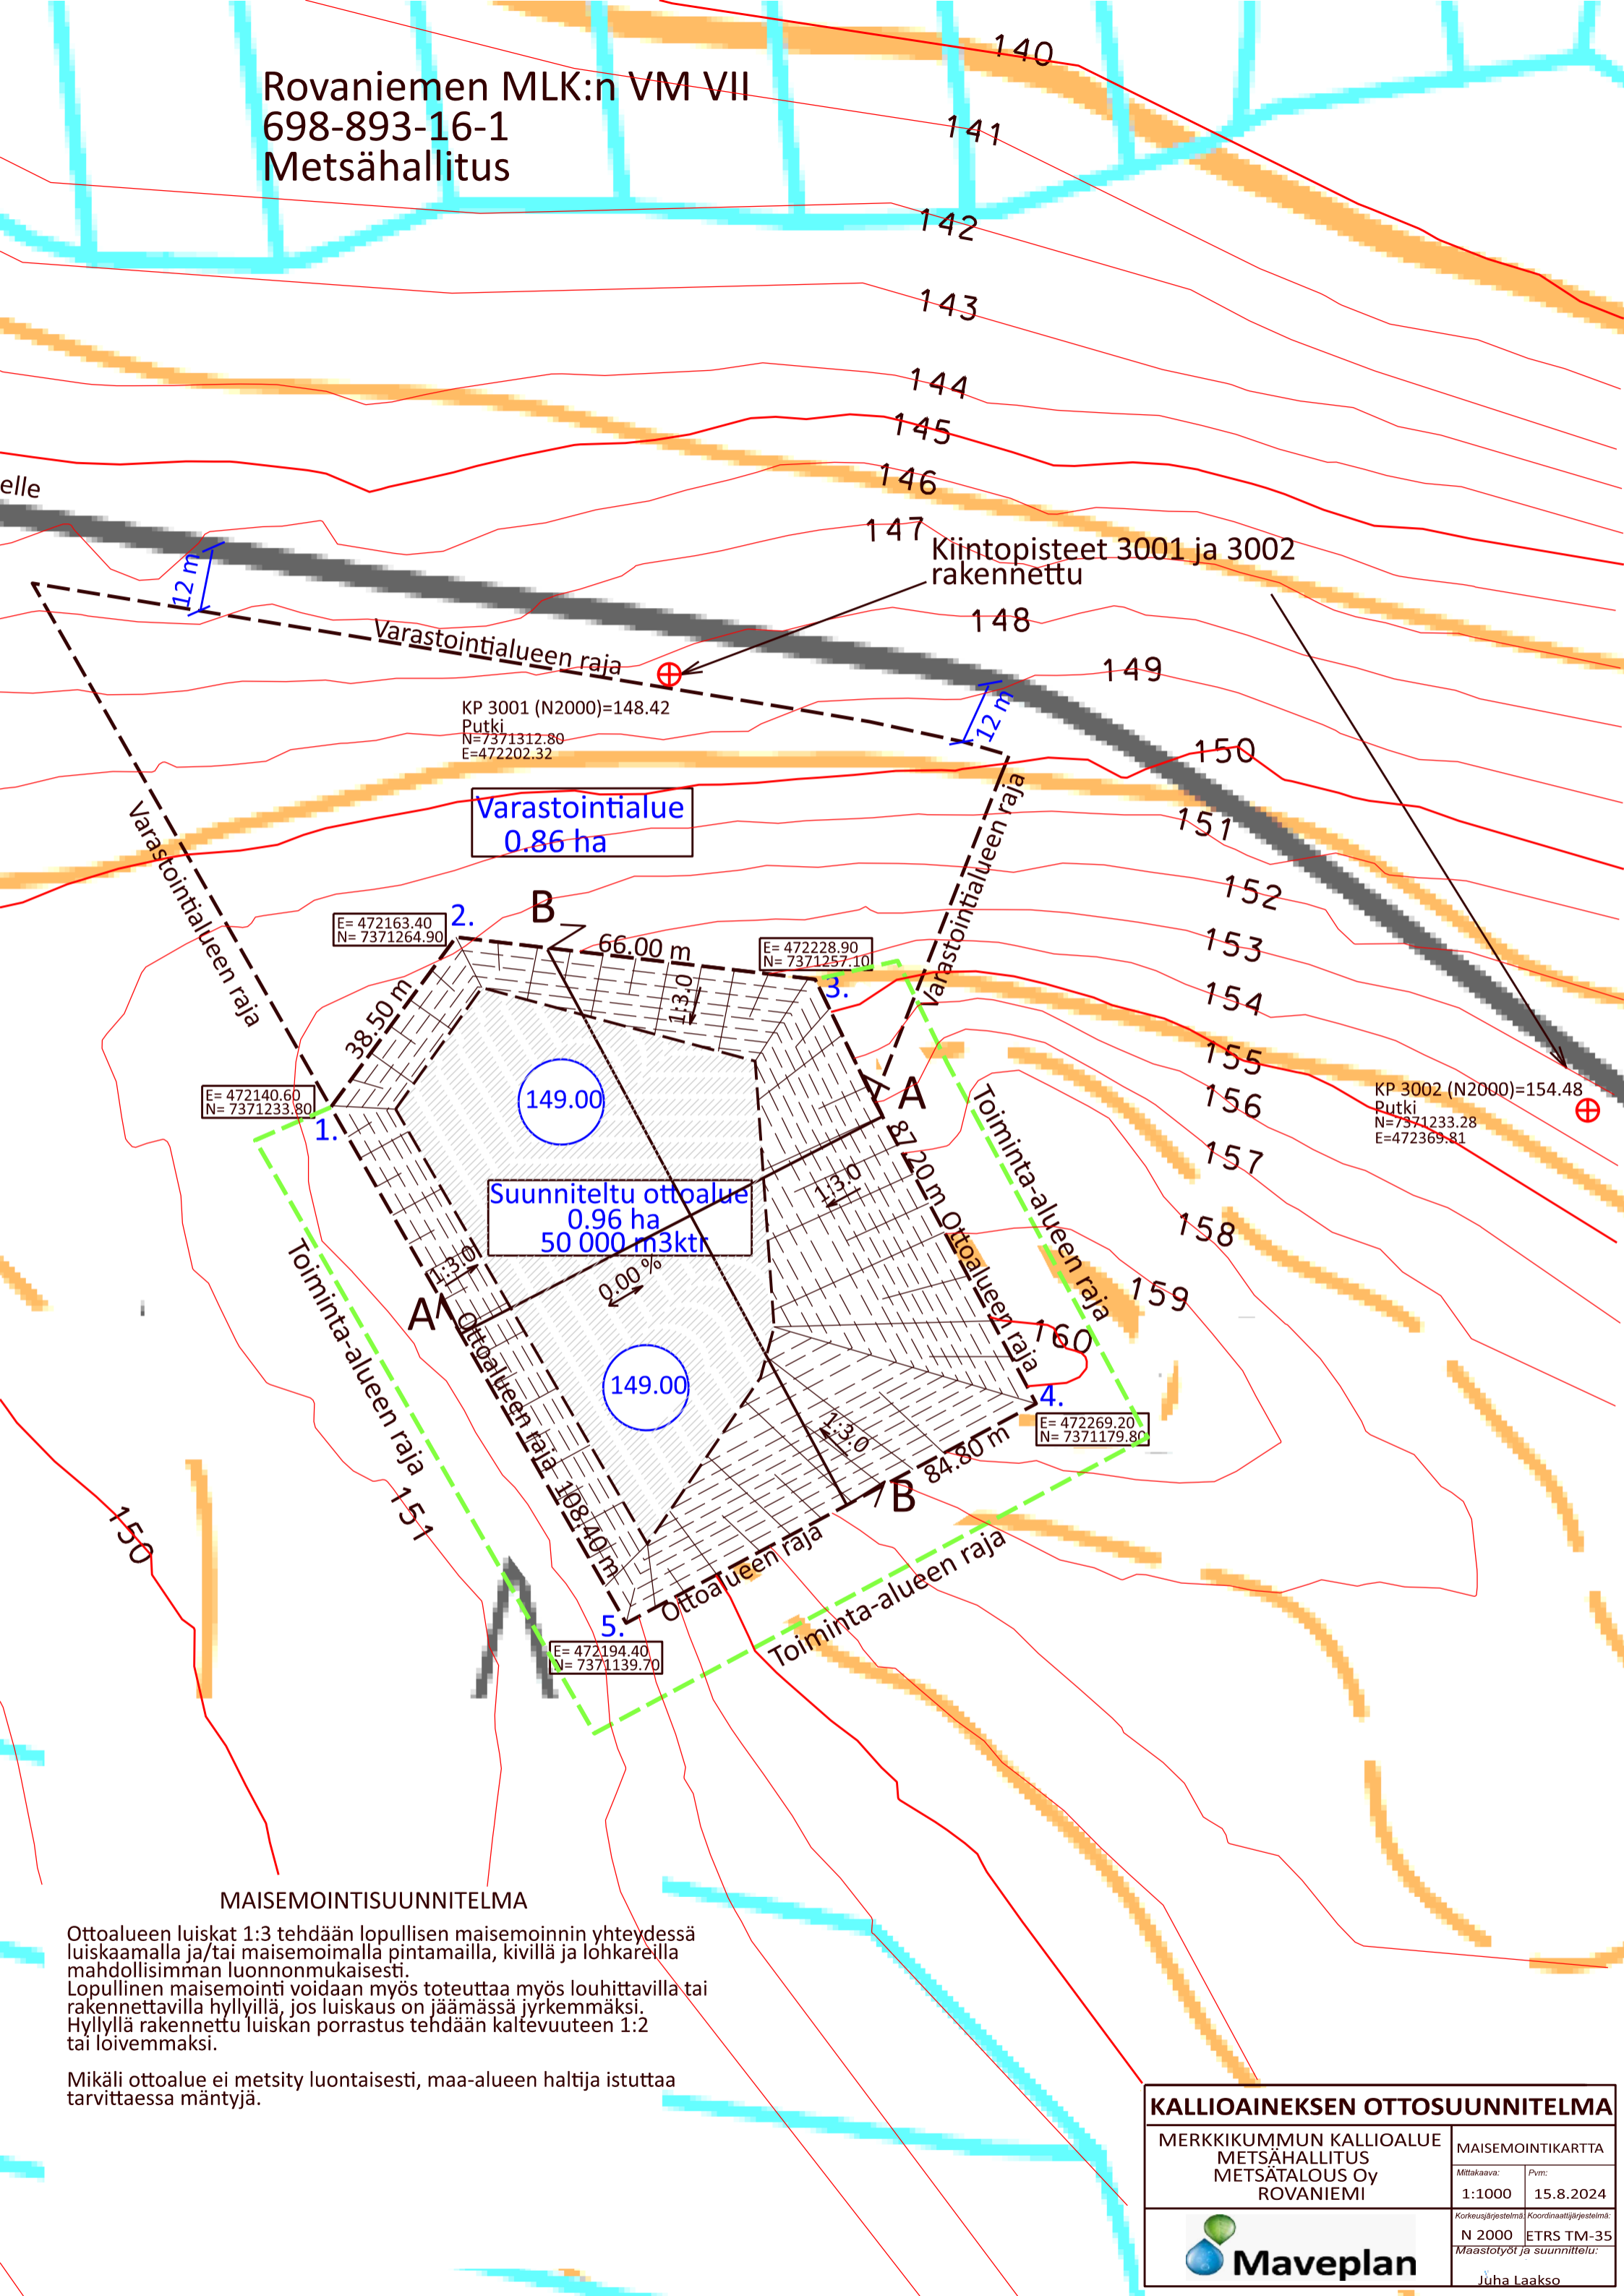 140
Rovaniemen MLK:n VM VII
698-893-16-1
Metsähallitus
141
142
143
144
145
146
elle
147
Kiintopisteet 3001 ja 3002
rakennettu
12 m
148
Varastointialueen raja
149
KP 3001 (N2000)=148.42
Putki
N=7371312.80
E=472202.32
12 m
150
Varastointialue
0.86 ha
Varastointialueen raja
Varastointialueen raja
151
152
B
2.
E= 472163.40
N= 7371264.90
66.00 m
E= 472228.90
N= 7371257.10
3.
153
154
1:3.0
38.50 m
155
156
E= 472140.60
N= 7371233.80
1.
149.00
A
KP 3002 (N2000)=154.48
Putki
N=7371233.28
E=472369.81
87.20 m
Toiminta-alueen raja
157
1:3.0
Suunniteltu ottoalue
0.96 ha
50 000 m3ktr
158
Ottoalueen raja
1:3.0
0.00 %
159
A
160
Toiminta-alueen raja
Ottoalueen raja
149.00
4.
E= 472269.20
N= 7371179.80
1:3.0
84.80 m
B
151
150
108.40 m
Ottoalueen raja
Toiminta-alueen raja
5.
E= 472194.40
N= 7371139.70
MAISEMOINTISUUNNITELMA
Ottoalueen luiskat 1:3 tehdään lopullisen maisemoinnin yhteydessä
luiskaamalla ja/tai maisemoimalla pintamailla, kivillä ja lohkareilla
mahdollisimman luonnonmukaisesti.
Lopullinen maisemointi voidaan myös toteuttaa myös louhittavilla tai
rakennettavilla hyllyillä, jos luiskaus on jäämässä jyrkemmäksi.
Hyllyllä rakennettu luiskan porrastus tehdään kaltevuuteen 1:2
tai loivemmaksi.
Mikäli ottoalue ei metsity luontaisesti, maa-alueen haltija istuttaa
tarvittaessa mäntyjä.
KALLIOAINEKSEN OTTOSUUNNITELMA
MERKKIKUMMUN KALLIOALUE
METSÄHALLITUS
METSÄTALOUS Oy
ROVANIEMI
MAISEMOINTIKARTTA
Mittakaava:
Pvm:
1:1000
15.8.2024
Korkeusjärjestelmä:
Koordinaattijärjestelmä:
N 2000
ETRS TM-35
Maastotyöt ja suunnittelu:
Juha Laakso
Maveplan